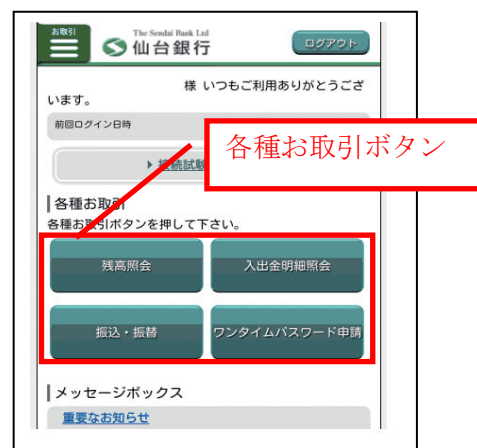 お取引
The Sendai Bank Ltd
仙台銀行
ログアウト
様 いつもご利用ありがとうござ
います。
前回ログイン日時
各種お取引ボタン
接続試験
各種お取引
各種お取引ボタンを押して下さい。
残高照会
入出金明細照会
振込・振替
ワンタイムパスワード申請
メッセージボックス
重要なお知らせ